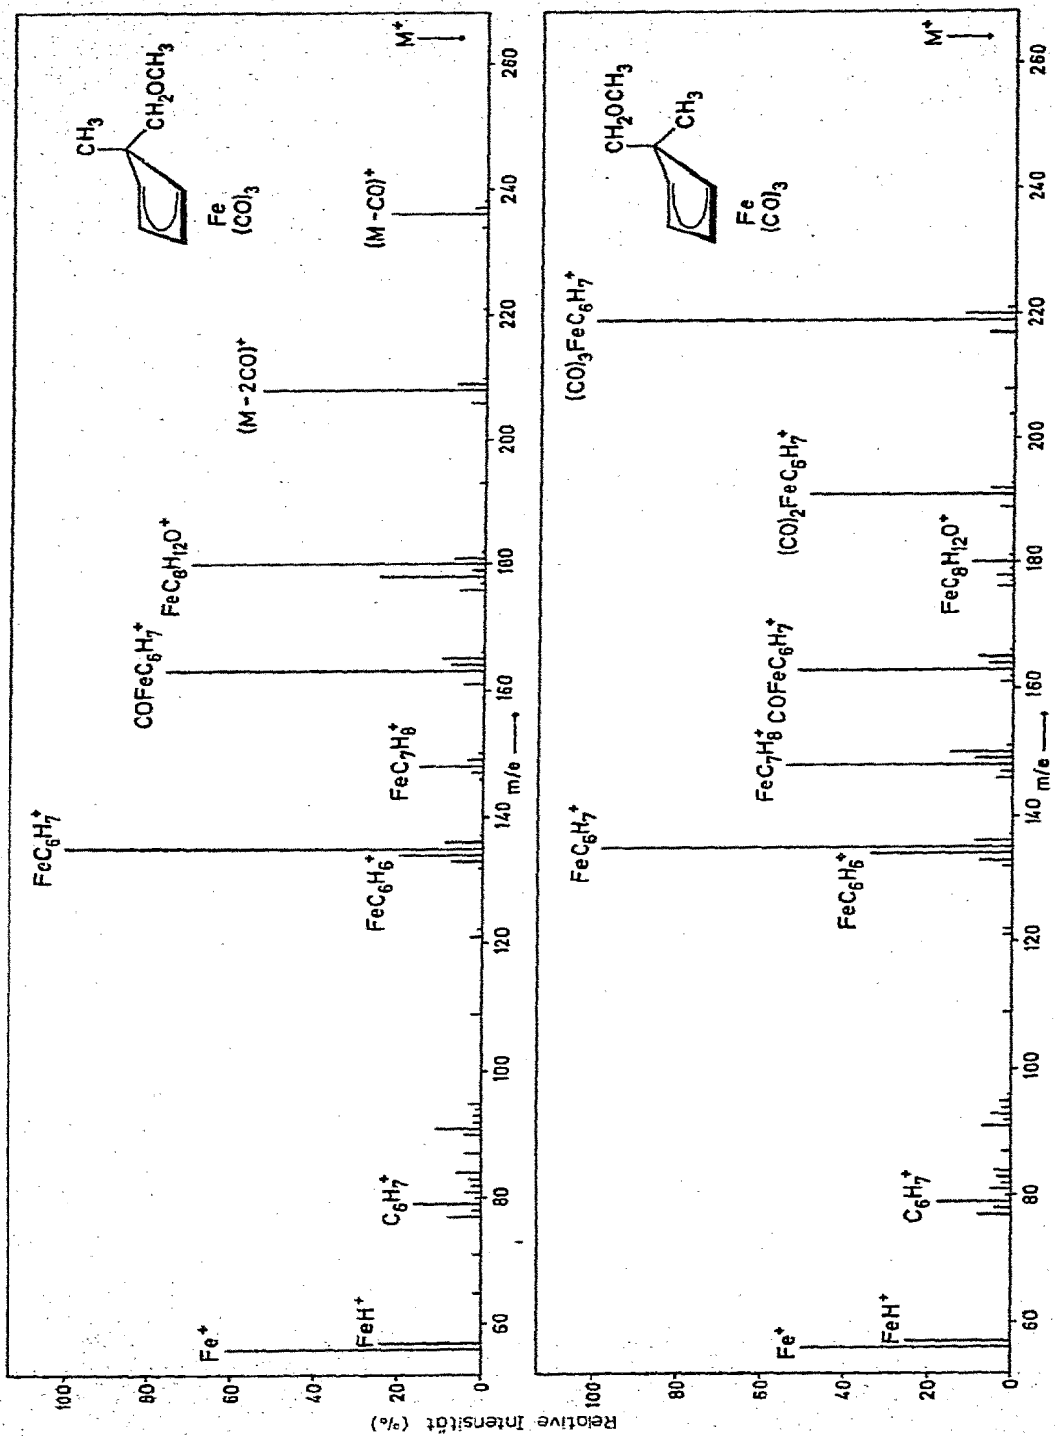 CH3
CH2OCH3
Fe
(CO)3
M+
(M-CO)+
(M-2CO)+
FeC8H12O+
COFeC6H7+
FeC7H8+
FeC6H7+
FeC6H6+
C6H7+
FeH+
Fe+
100
80
60
40
20
0
60
80
100
120
140
160
180
200
220
240
260
m/e
CH2OCH3
CH3
Fe
(CO)3
M+
(CO)3FeC6H7+
(CO)2FeC6H7+
FeC8H12O+
COFeC6H7+
FeC7H8+
FeC6H7+
FeC6H6+
C6H7+
FeH+
Fe+
100
80
60
40
20
0
60
80
100
120
140
160
180
200
220
240
260
m/e
Relative Intensität (%)